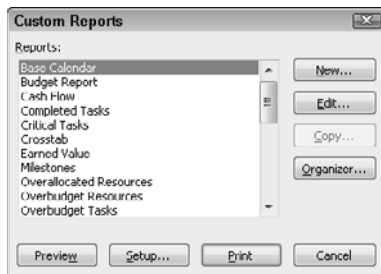 Custom Reports
Reports:
Base Calendar
Budget Report
Cash Flow
Completed Tasks
Critical Tasks
Crosstab
Earned Value
Milestones
Overallocated Resources
Overbudget Resources
Overbudget Tasks
New...
Edit...
Copy...
Organizer...
Preview
Setup...
Print
Cancel